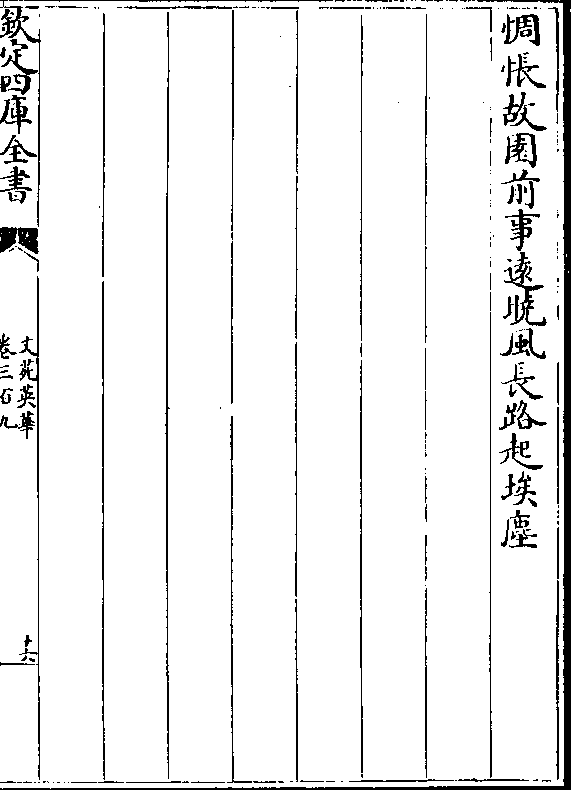 惆悵故園前事遠曉風長路起埃塵
欽定四庫全書
文苑英華
卷三百九
十六